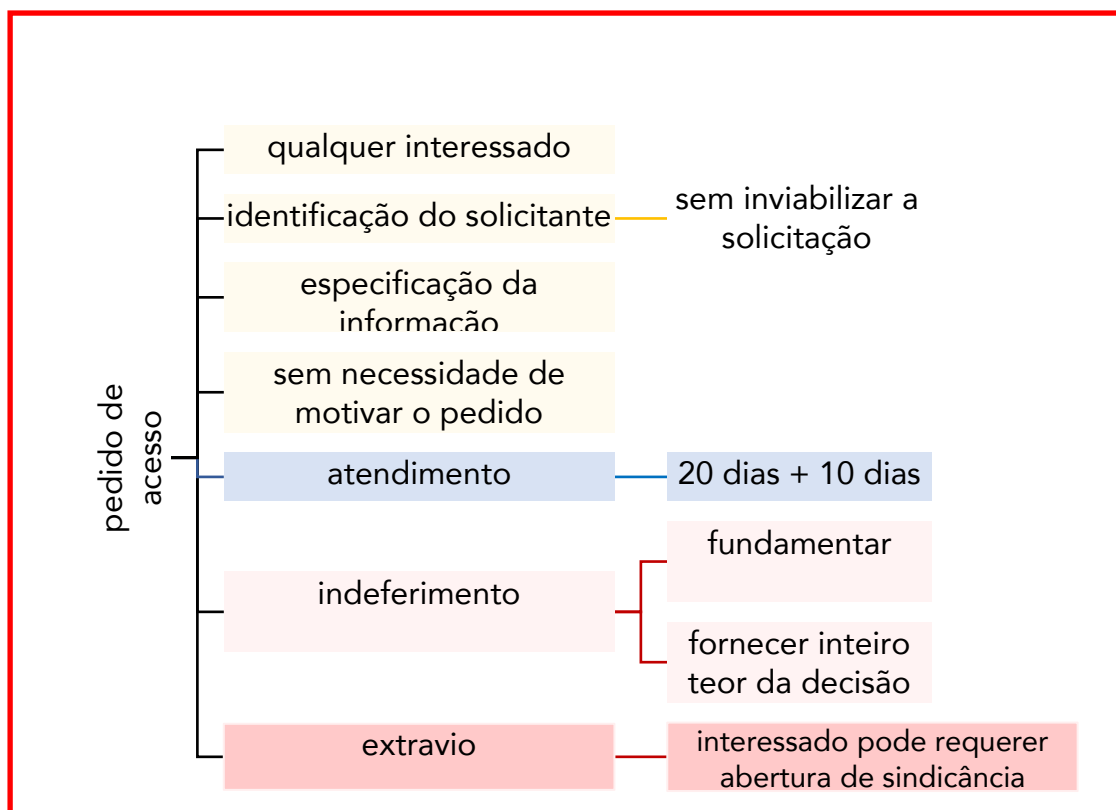 pedido de
acesso
qualquer interessado
identificação do solicitante
sem inviabilizar a
solicitação
especificação da
informação
sem necessidade de
motivar o pedido
atendimento
20 dias + 10 dias
indeferimento
fundamentar
fornecer inteiro
teor da decisão
extravio
interessado pode requerer
abertura de sindicância